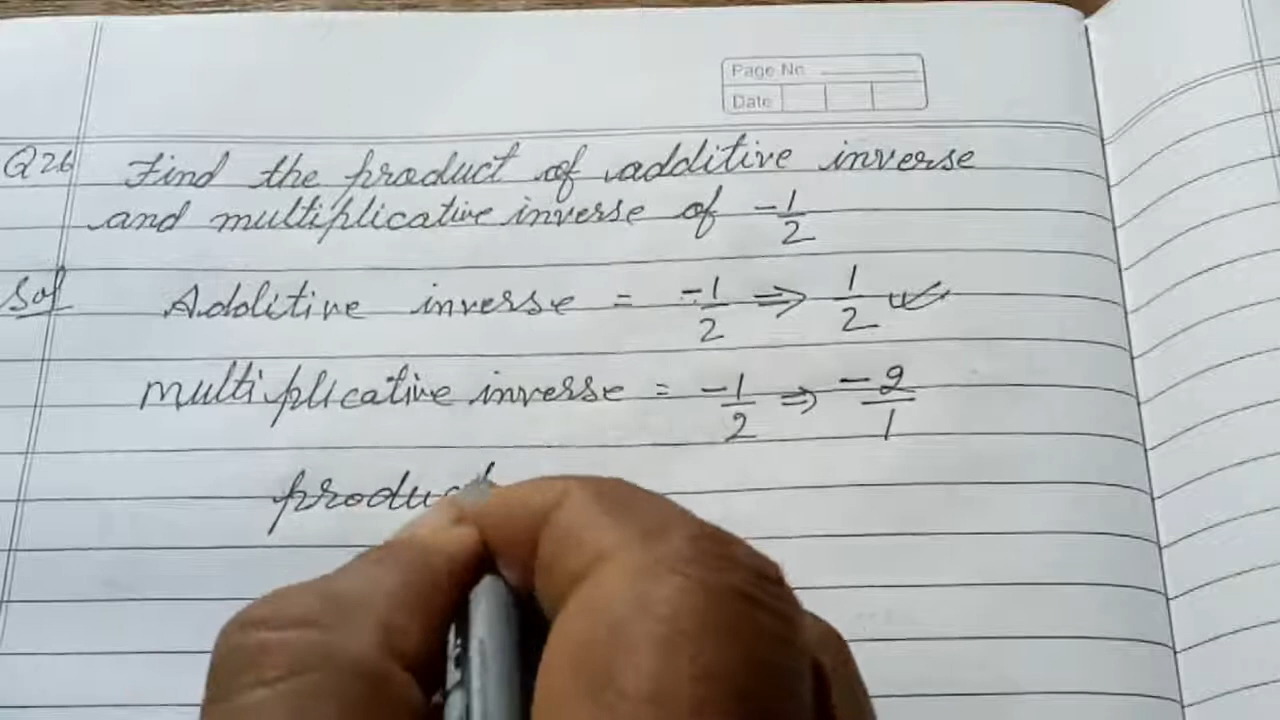 Page No
Date
Q26 Find the product of additive inverse
and multiplicative inverse of -1/2
Sol Additive inverse = -1/2 ⇒ 1/2 ✓
multiplicative inverse = -1/2 ⇒ -2/1
product